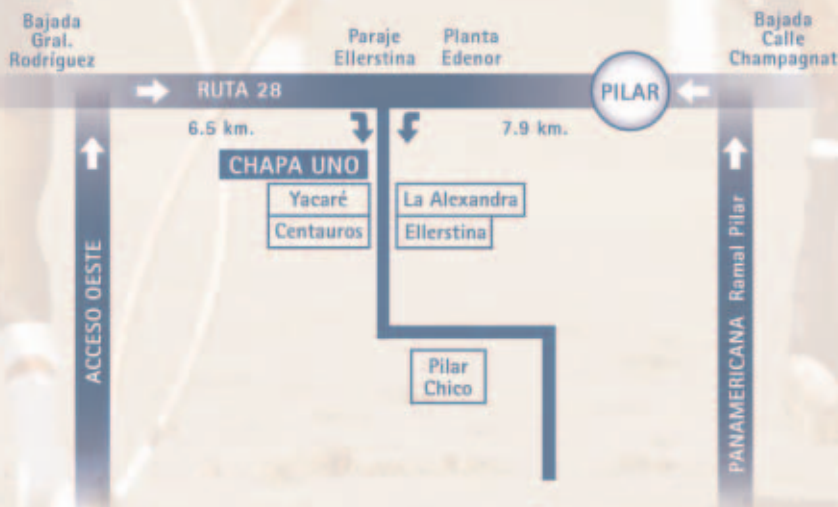 Bajada
Gral.
Rodríguez
Paraje
Ellerstina
Planta
Edenor
Bajada
Calle
Champagnat
RUTA 28
PILAR
6.5 km.
7.9 km.
CHAPA UNO
Yacaré
Centauros
La Alexandra
Ellerstina
Pilar
Chico
ACCESO OESTE
PANAMERICANA Ramal Pilar